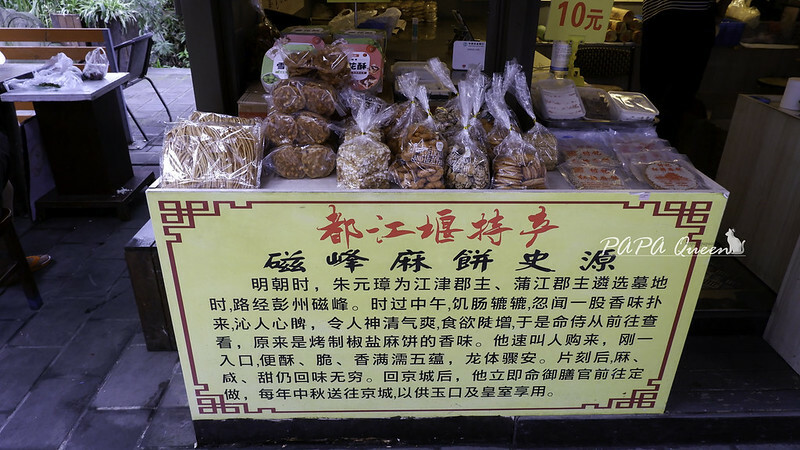 10元
花酥
都江堰特产
磁峰麻餅史源
PAPA Queen
明朝时，朱元璋为江津郡主、蒲江郡主遴选墓地
时,路经彭州磁峰。时过中午,饥肠辘辘,忽闻一股香味扑
来,沁人心脾，令人神清气爽,食欲陡增,于是命侍从前往查
看，原来是烤制椒盐麻饼的香味。他速叫人购来，刚一
入口,便酥、脆、香满濡五蕴，龙体骤安。片刻后,麻、
咸、甜仍回味无穷。回京城后，他立即命御膳官前往定
做，每年中秋送往京城,以供玉口及皇室享用。